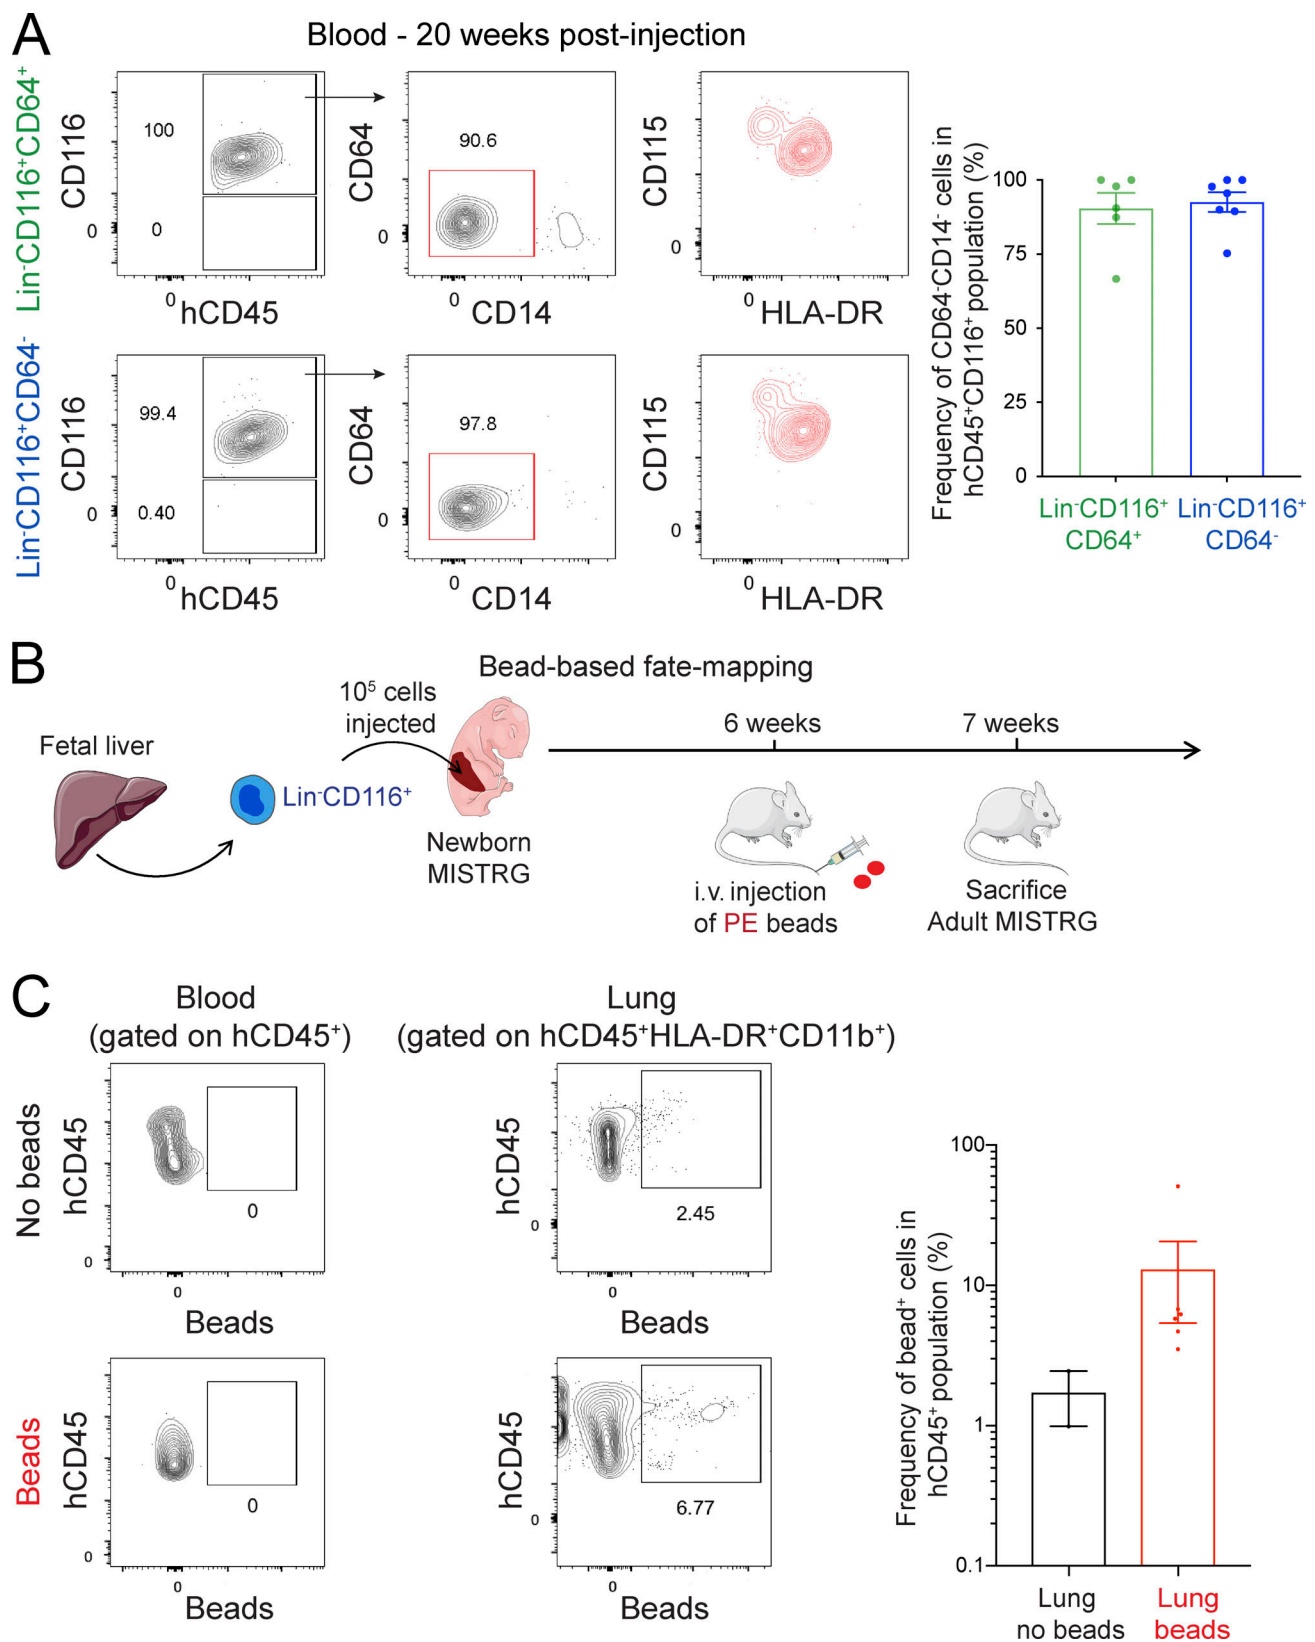 A
Blood - 20 weeks post-injection
Lin⁻CD116⁺CD64⁺
CD116
100
0
0
0
hCD45
CD64
90.6
0
0
CD14
CD115
0
0
HLA-DR
Lin⁻CD116⁺CD64⁻
CD116
99.4
0.40
0
0
hCD45
CD64
97.8
0
0
CD14
CD115
0
0
HLA-DR
Frequency of CD64⁻CD14⁻ cells in
hCD45⁺CD116⁺ population (%)
100
75
50
25
0
Lin⁻CD116⁺
CD64⁺
Lin⁻CD116⁺
CD64⁻
B
Bead-based fate-mapping
Fetal liver
Lin⁻CD116⁺
10⁵ cells
injected
Newborn
MISTRG
6 weeks
7 weeks
i.v. injection
of PE beads
Sacrifice
Adult MISTRG
C
Blood
(gated on hCD45⁺)
Lung
(gated on hCD45⁺HLA-DR⁺CD11b⁺)
No beads
hCD45
0
0
0
Beads
hCD45
2.45
0
0
Beads
Beads
hCD45
0
0
0
Beads
hCD45
6.77
0
0
Beads
Frequency of bead⁺ cells in
hCD45⁺ population (%)
100
10
1
0.1
Lung
no beads
Lung
beads